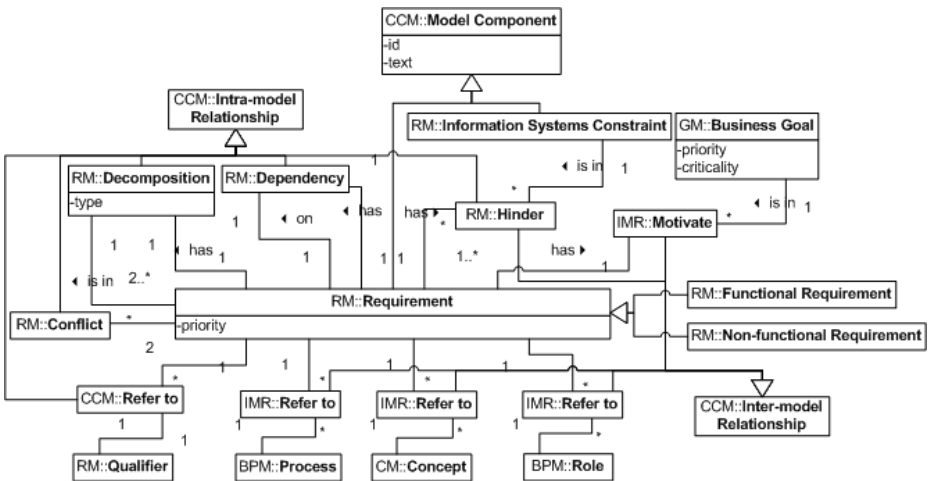 CCM::Model Component
-id
-text
CCM::Intra-model
Relationship
RM::Information Systems Constraint
GM::Business Goal
-priority
-criticality
1
is in
1
RM::Decomposition
-type
RM::Dependency
*
RM::Hinder
is in
1
IMR::Motivate
*
1
on
has
has
*
1
1
has
1
1
1
1
1..*
has
1
is in
2..*
RM::Requirement
-priority
RM::Functional Requirement
RM::Non-functional Requirement
RM::Conflict
*
2
1
1
1
1
*
*
*
*
CCM::Refer to
IMR::Refer to
IMR::Refer to
IMR::Refer to
CCM::Inter-model
Relationship
1
1
1
*
1
*
1
*
RM::Qualifier
BPM::Process
CM::Concept
BPM::Role